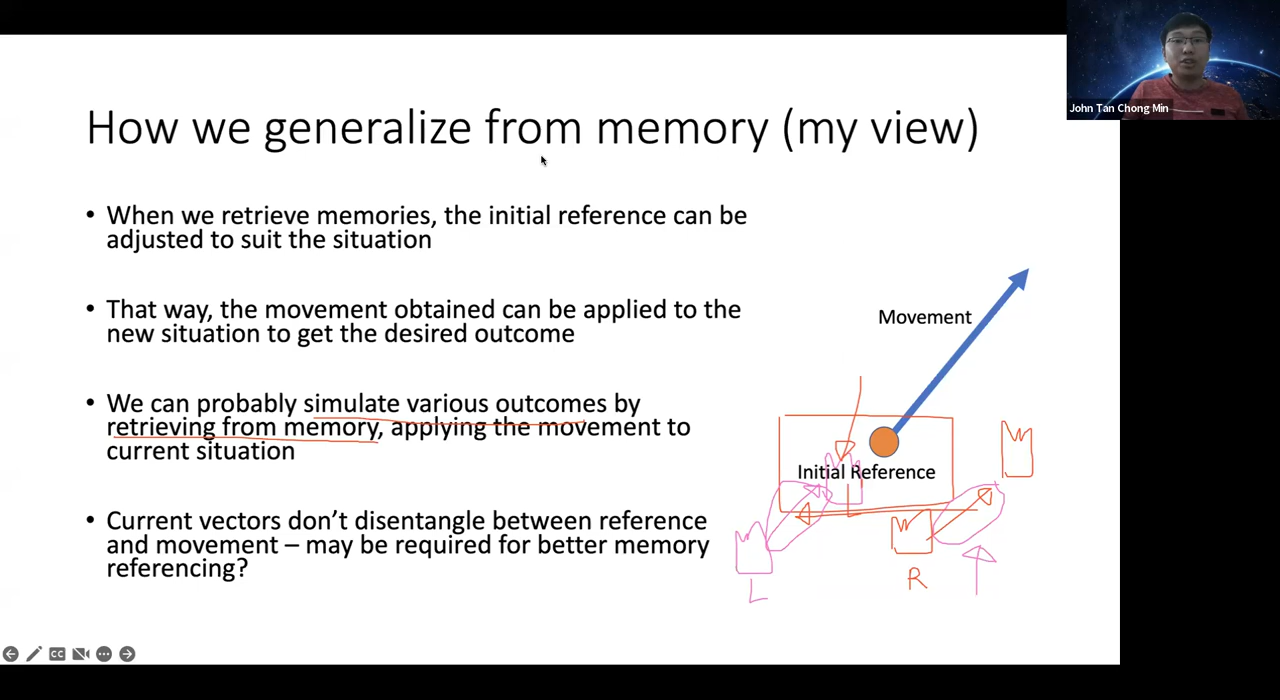 John Tan Chong Min
How we generalize from memory (my view)
• When we retrieve memories, the initial reference can be
adjusted to suit the situation
• That way, the movement obtained can be applied to the
new situation to get the desired outcome
• We can probably simulate various outcomes by
retrieving from memory, applying the movement to
current situation
• Current vectors don’t disentangle between reference
and movement – may be required for better memory
referencing?
Movement
Initial Reference
L
R
CC